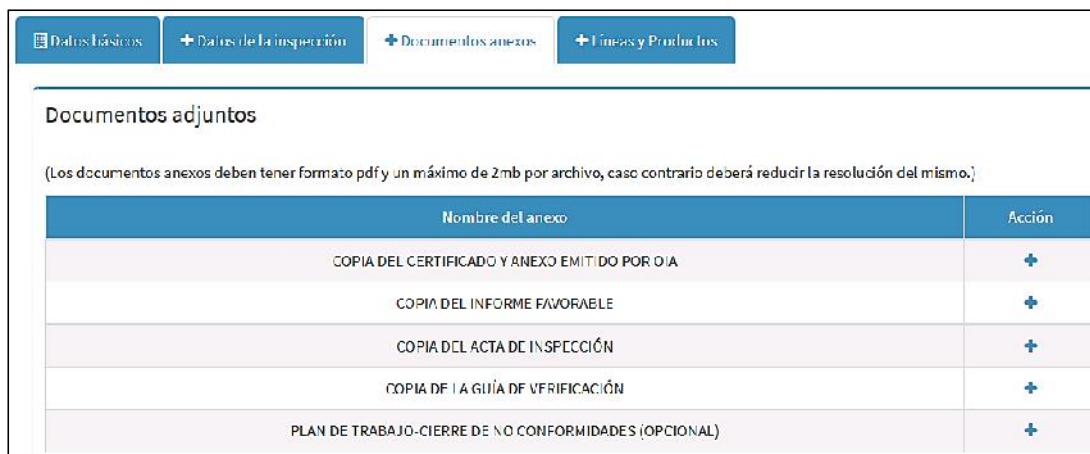 Datos básicos + Datos de la inspección + Documentos anexos + Líneas y Productos
Documentos adjuntos
(Los documentos anexos deben tener formato pdf y un máximo de 2mb por archivo, caso contrario deberá reducir la resolución del mismo.)
Nombre del anexo Acción
COPIA DEL CERTIFICADO Y ANEXO EMITIDO POR OIA +
COPIA DEL INFORME FAVORABLE +
COPIA DEL ACTA DE INSPECCIÓN +
COPIA DE LA GUÍA DE VERIFICACIÓN +
PLAN DE TRABAJO-CIERRE DE NO CONFORMIDADES (OPCIONAL) +